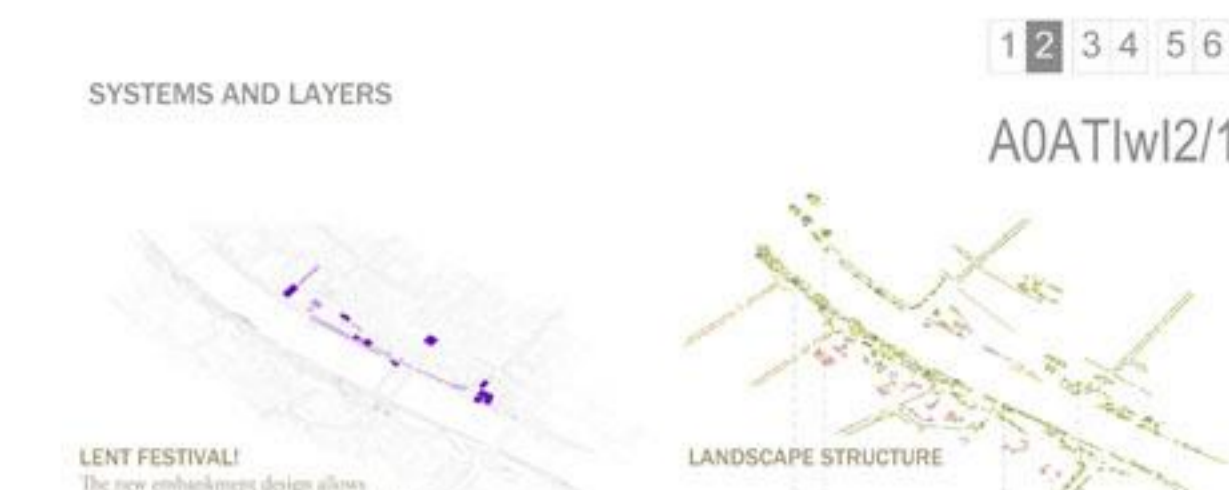 1 2 3 4 5 6
SYSTEMS AND LAYERS
A0ATIwI2/1
LENT FESTIVAL!
The new embankment design allows
LANDSCAPE STRUCTURE